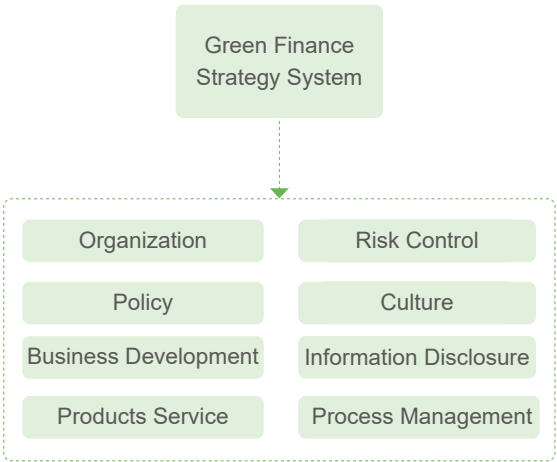 Green Finance
Strategy System
Organization
Risk Control
Policy
Culture
Business Development
Information Disclosure
Products Service
Process Management